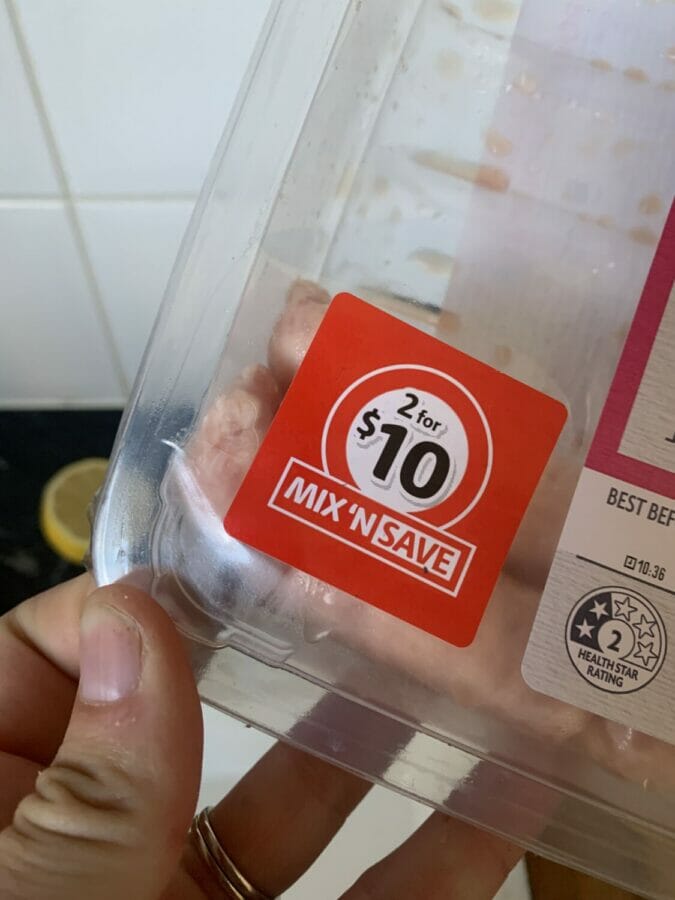 2 for
$10
MIX 'N SAVE
BEST BEF
10:36
2
HEALTH STAR
RATING